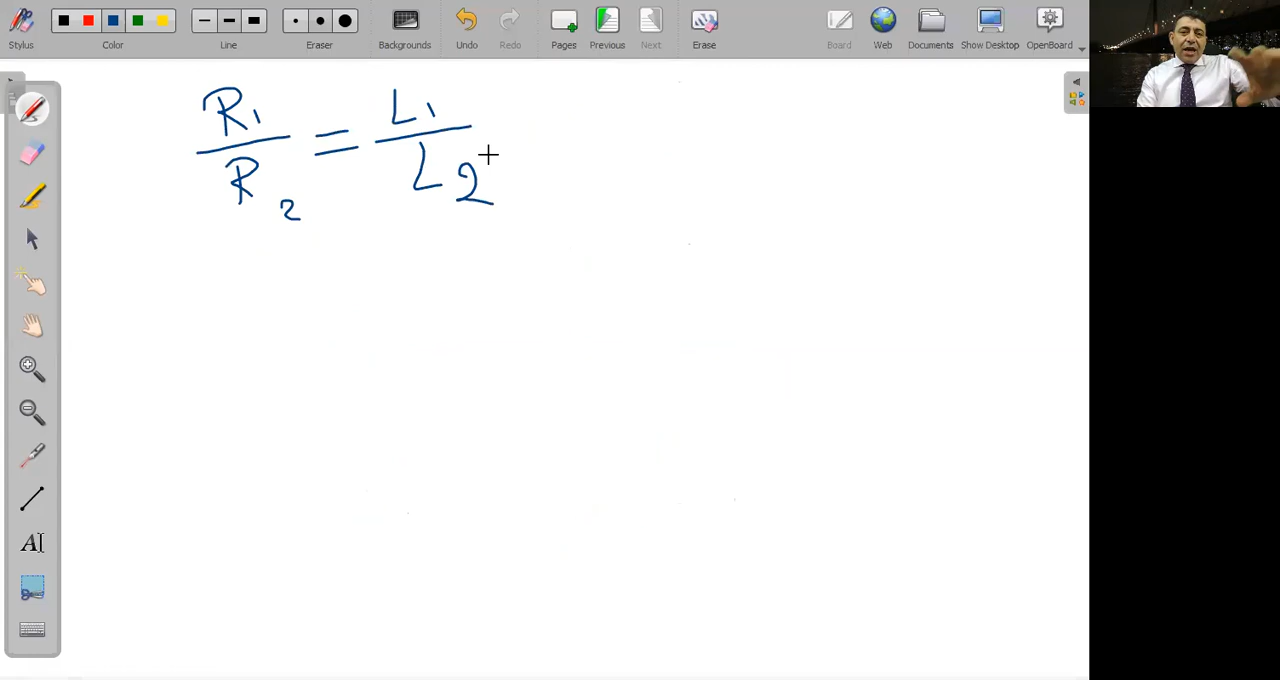 Stylus
Color
Line
Eraser
Backgrounds
Undo
Redo
Pages
Previous
Next
Erase
Board
Web
Documents
Show Desktop
OpenBoard
R1/R2 = L1/L2
AI